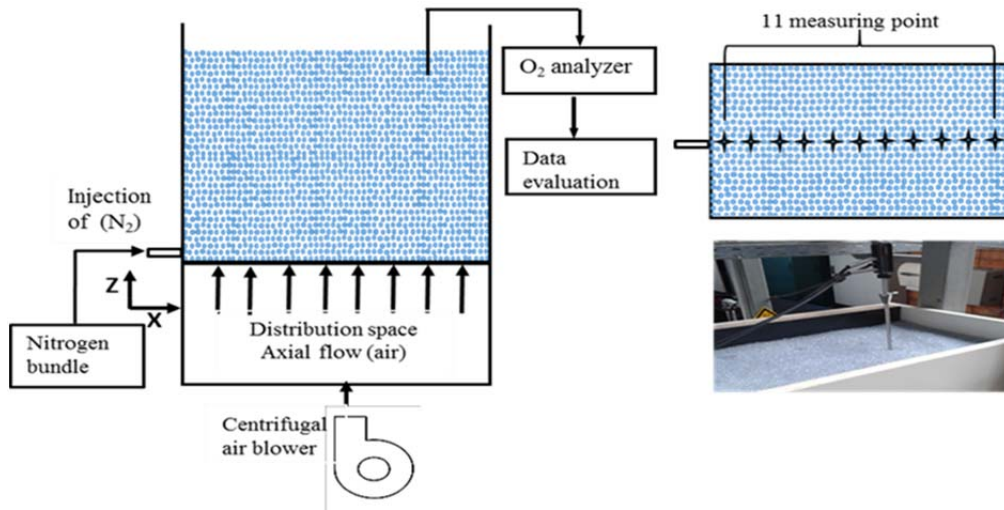 11 measuring point
O₂ analyzer
Data
evaluation
Injection
of (N₂)
Z
X
Nitrogen
bundle
Distribution space
Axial flow (air)
Centrifugal
air blower